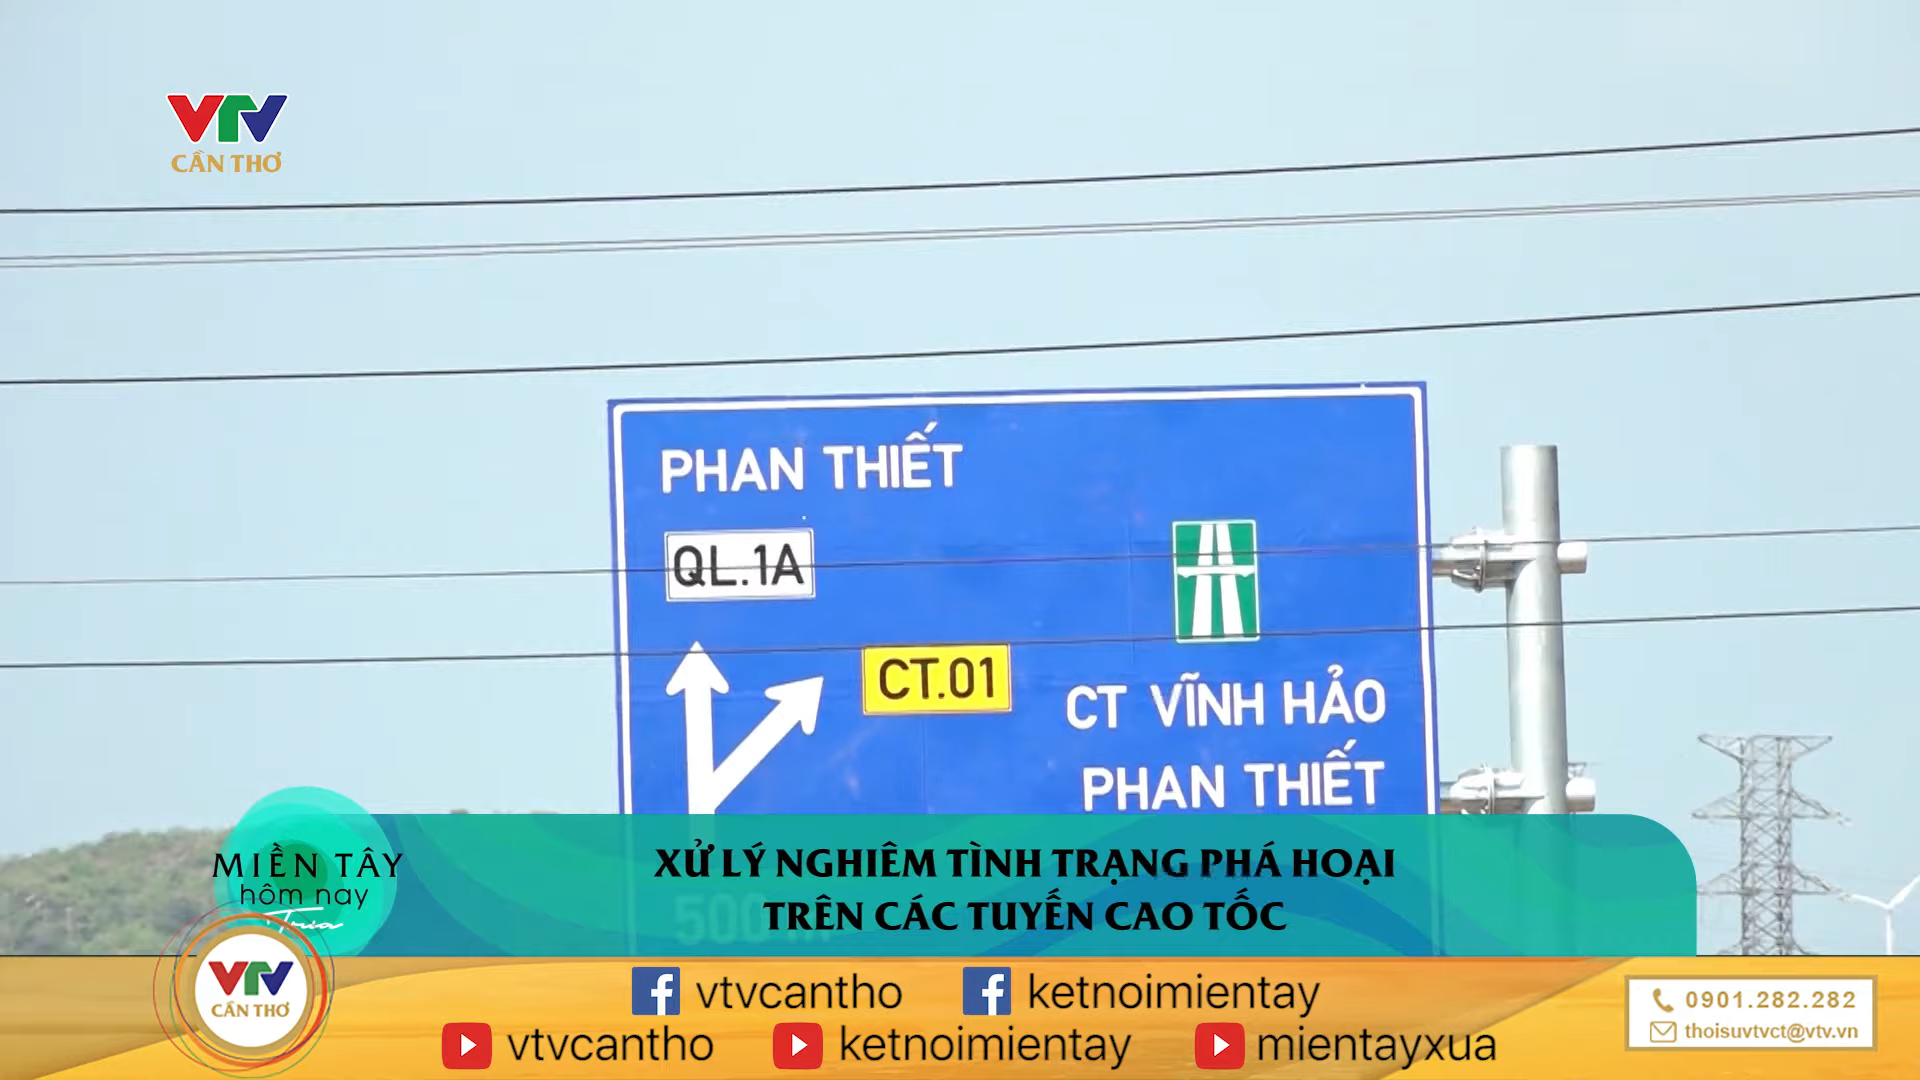 VTV
CẦN THƠ
PHAN THIẾT
QL.1A
CT.01
CT VĨNH HẢO
PHAN THIẾT
MIỀN TÂY
hôm nay
Trưa
XỬ LÝ NGHIÊM TÌNH TRẠNG PHÁ HOẠI
TRÊN CÁC TUYẾN CAO TỐC
VTV
CẦN THƠ
vtvcantho ketnoimientay
vtvcantho ketnoimientay mientayxua
0901.282.282
thoisuvtvct@vtv.vn